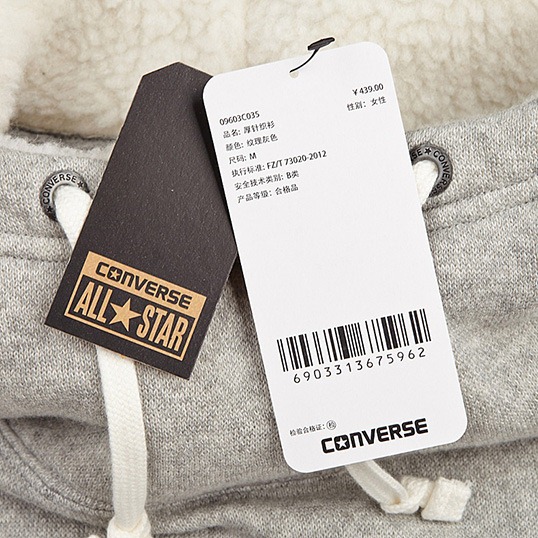 09603C035
￥439.00
品名: 厚针织衫
性别: 女性
颜色: 纹理灰色
尺码: M
执行标准: FZ/T 73020-2012
安全技术类别: B类
产品等级: 合格品
6903313675962
检验合格证: 检
CONVERSE
CONVERSE
ALL STAR
CONVERSE
CONVERSE